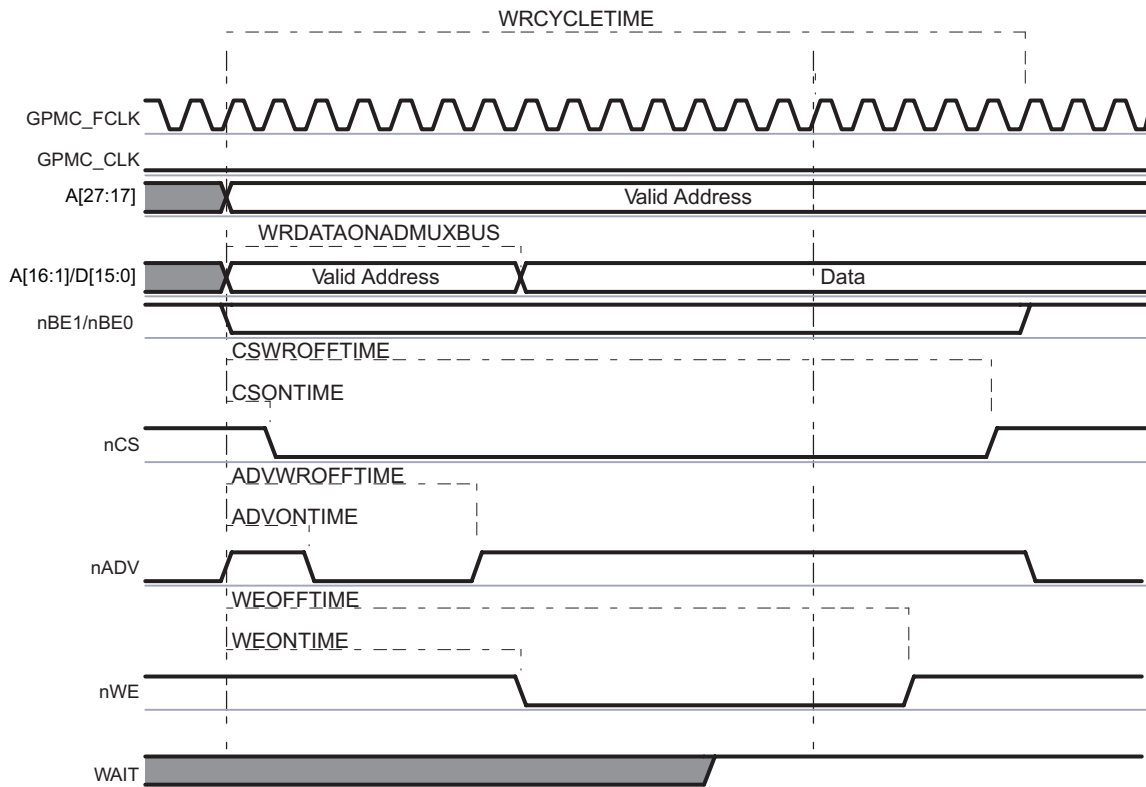 WRCYCLETIME
GPMC_FCLK
GPMC_CLK
A[27:17]
Valid Address
WRDATAONADMUXBUS
A[16:1]/D[15:0]
Valid Address
Data
nBE1/nBE0
CSWROFFTIME
CSONTIME
nCS
ADVWROFFTIME
ADVONTIME
nADV
WEOFFTIME
WEONTIME
nWE
WAIT